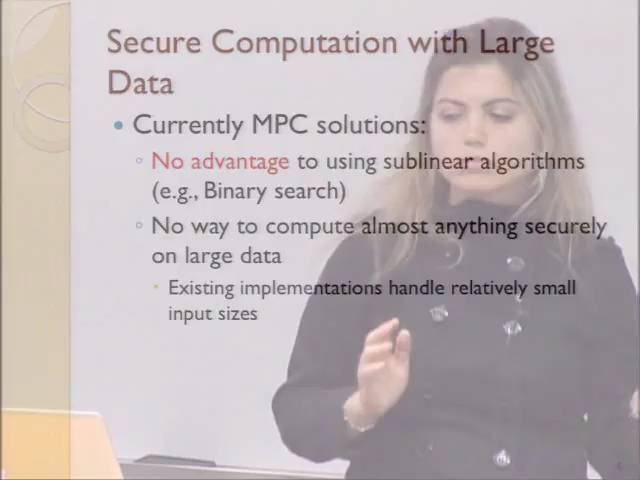 Secure Computation with Large
Data
• Currently MPC solutions:
◦ No advantage to using sublinear algorithms
(e.g., Binary search)
◦ No way to compute almost anything securely
on large data
• Existing implementations handle relatively small
input sizes